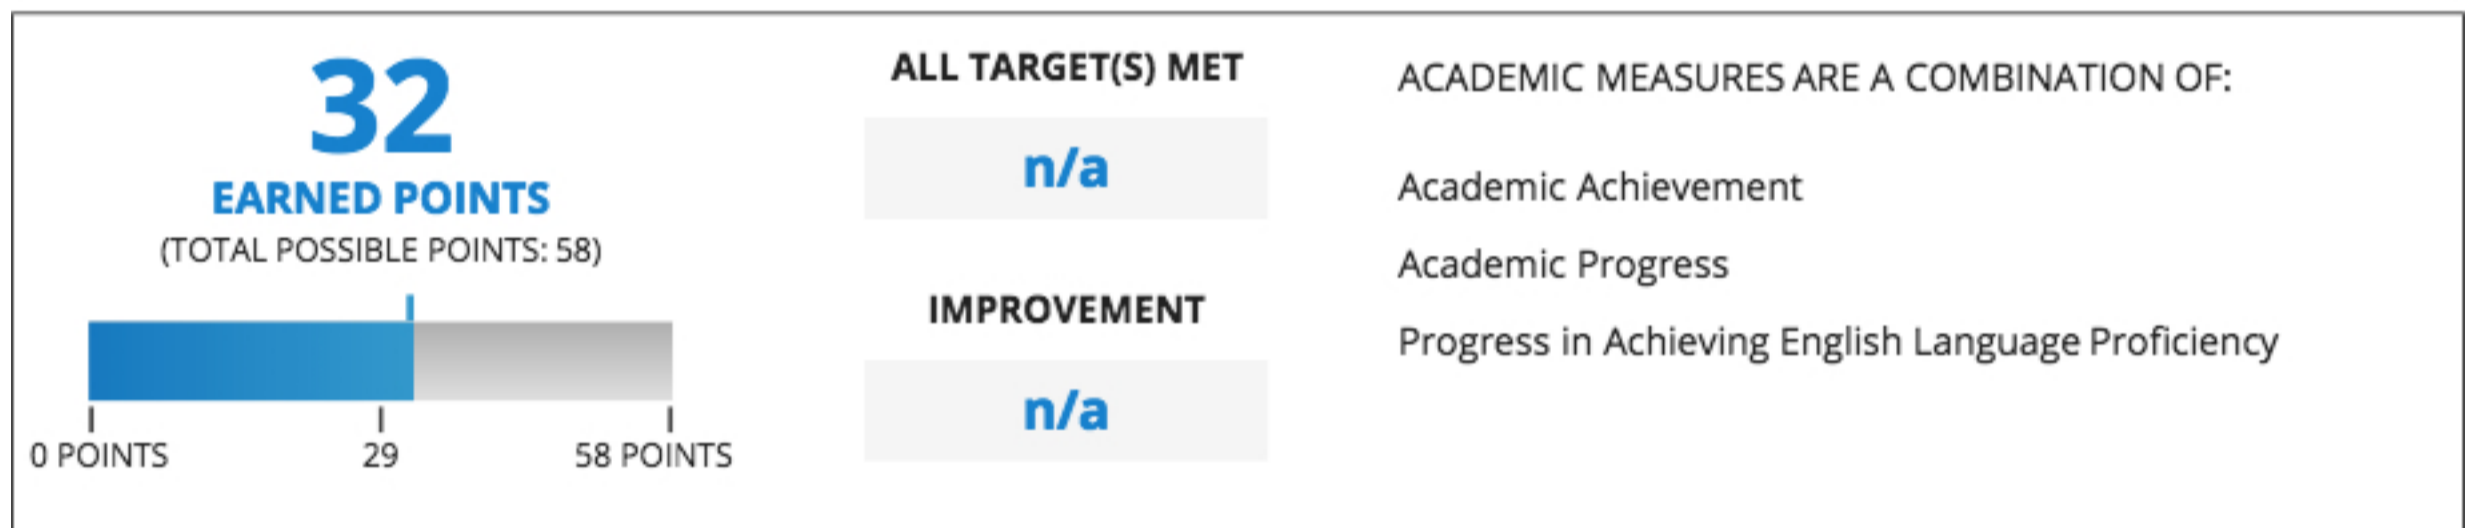 32
EARNED POINTS
(TOTAL POSSIBLE POINTS: 58)
0 POINTS
29
58 POINTS
ALL TARGET(S) MET
n/a
IMPROVEMENT
n/a
ACADEMIC MEASURES ARE A COMBINATION OF:
Academic Achievement
Academic Progress
Progress in Achieving English Language Proficiency